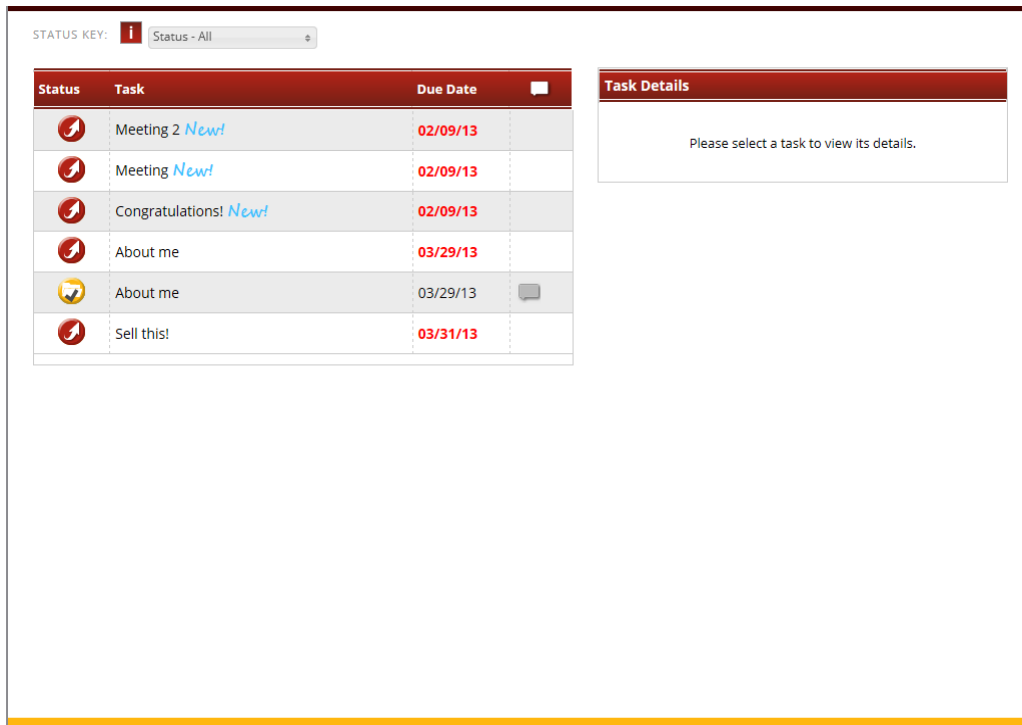 STATUS KEY: i Status - All
Status Task Due Date
Meeting 2 New! 02/09/13
Meeting New! 02/09/13
Congratulations! New! 02/09/13
About me 03/29/13
About me 03/29/13
Sell this! 03/31/13
Task Details
Please select a task to view its details.